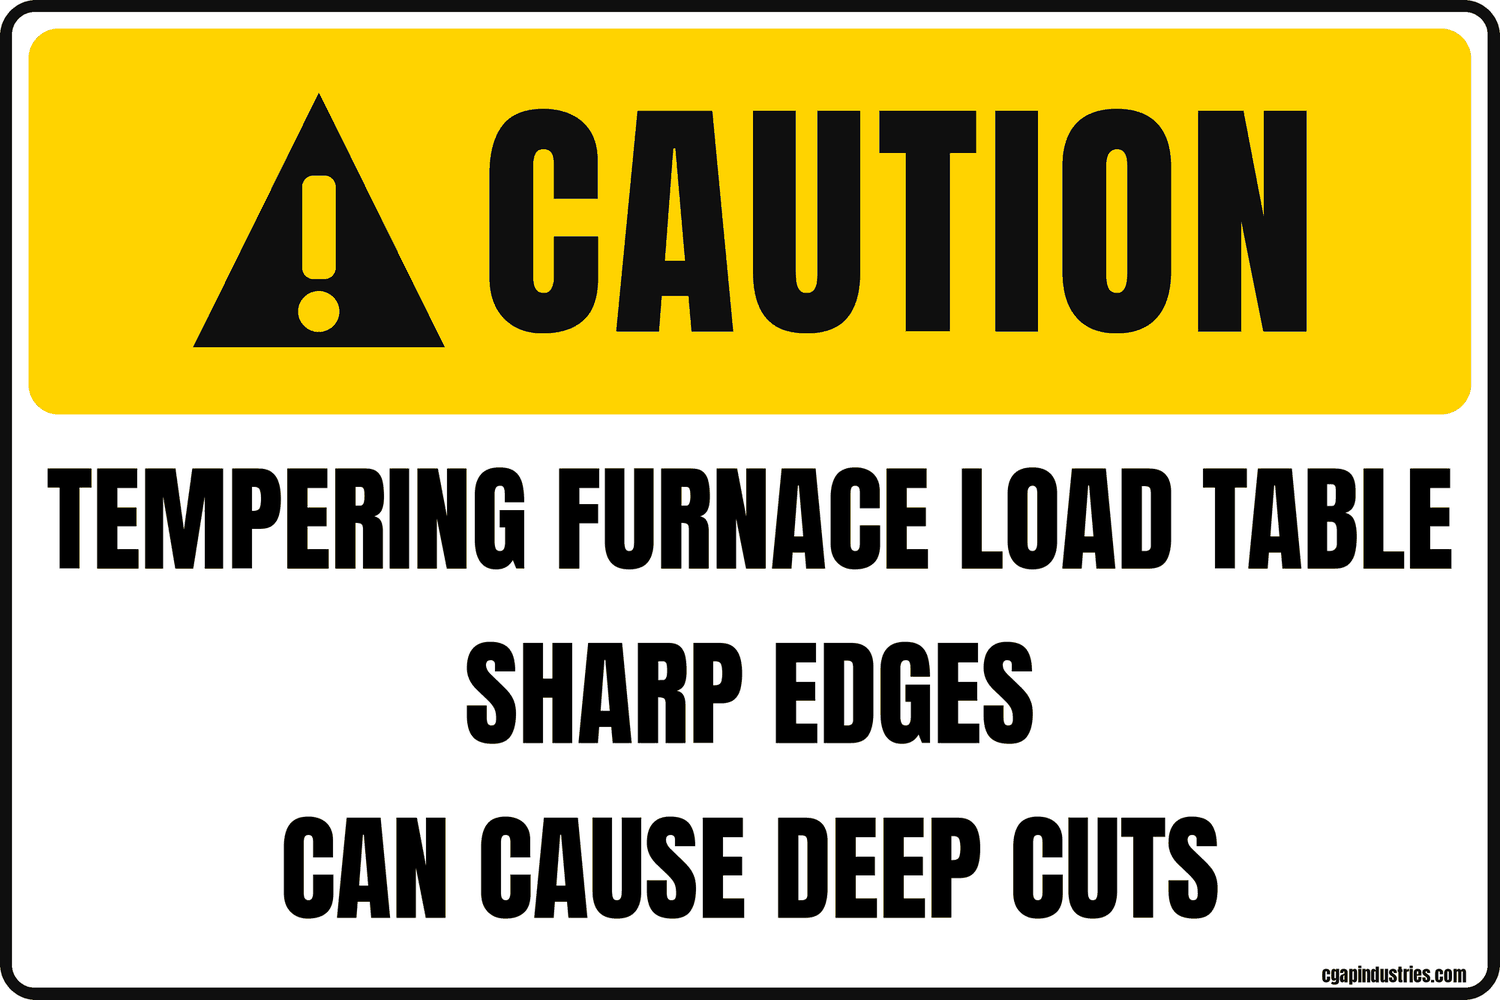 CAUTION
TEMPERING FURNACE LOAD TABLE
SHARP EDGES
CAN CAUSE DEEP CUTS
cgapindustries.com